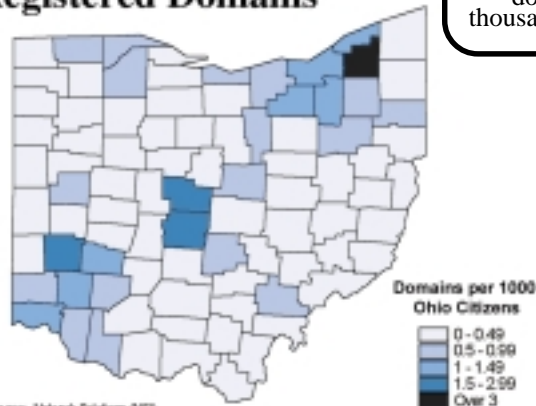 Registered Domains
do
thousa
Domains per 1000
Ohio Citizens
0 - 0.49
0.5 - 0.99
1 - 1.49
1.5 - 2.99
Over 3